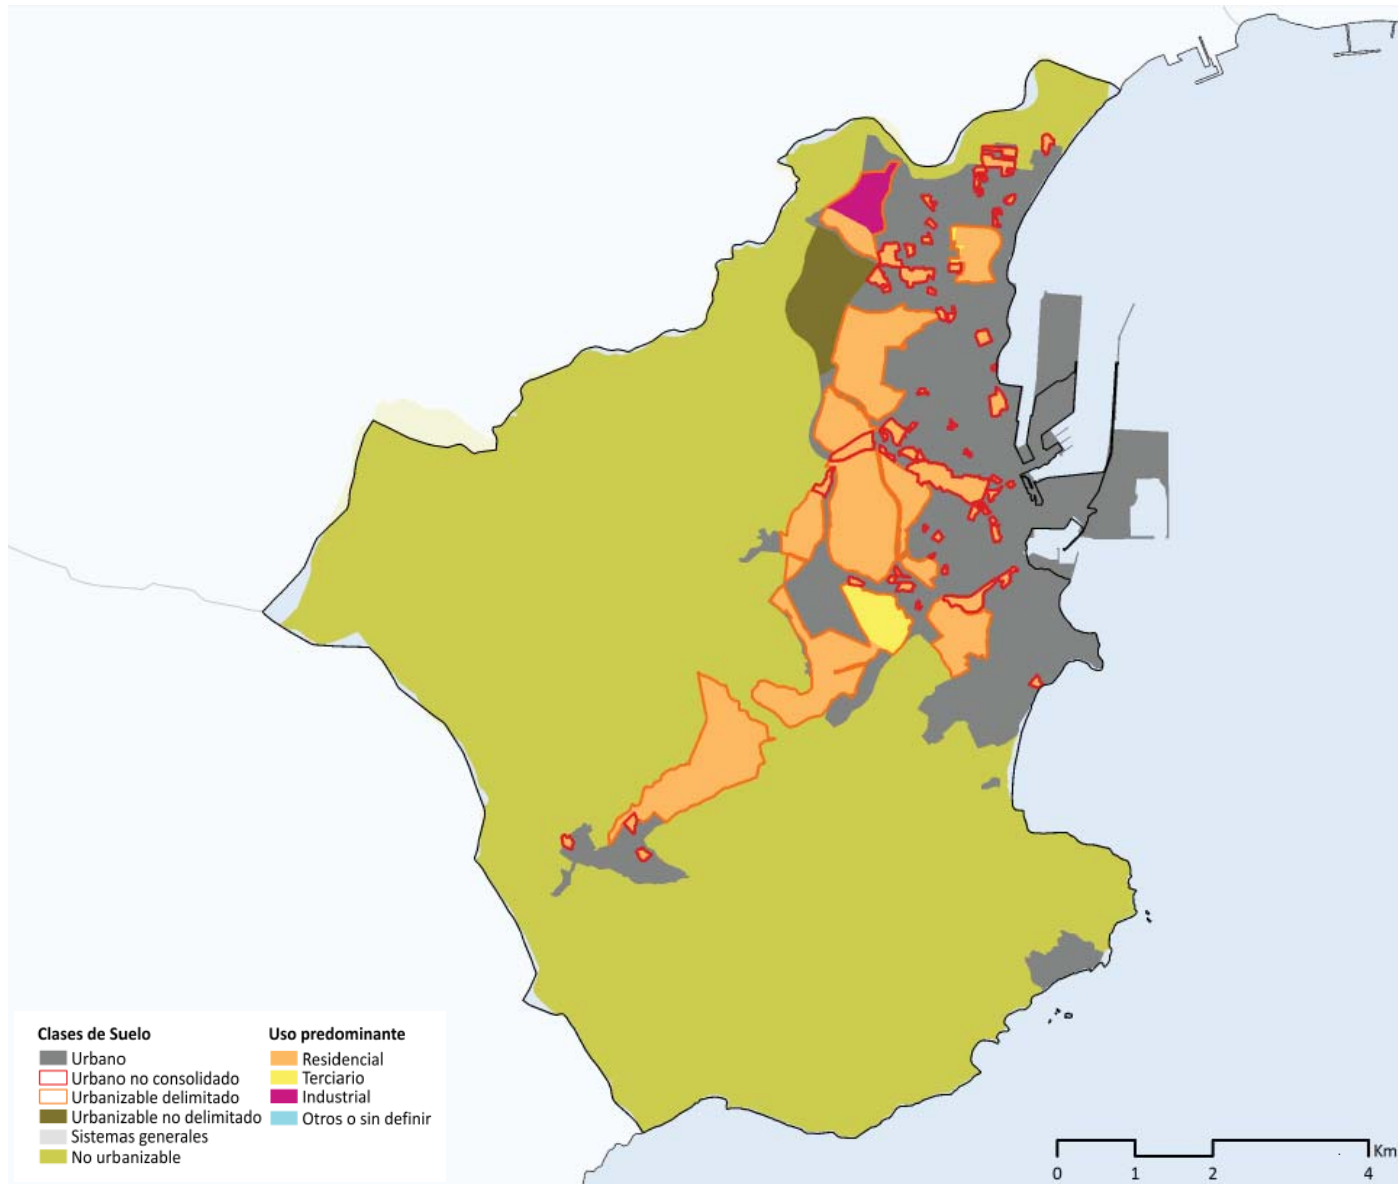 Clases de Suelo
Urbano
Urbano no consolidado
Urbanizable delimitado
Urbanizable no delimitado
Sistemas generales
No urbanizable
Uso predominante
Residencial
Terciario
Industrial
Otros o sin definir
Km
0 1 2 4